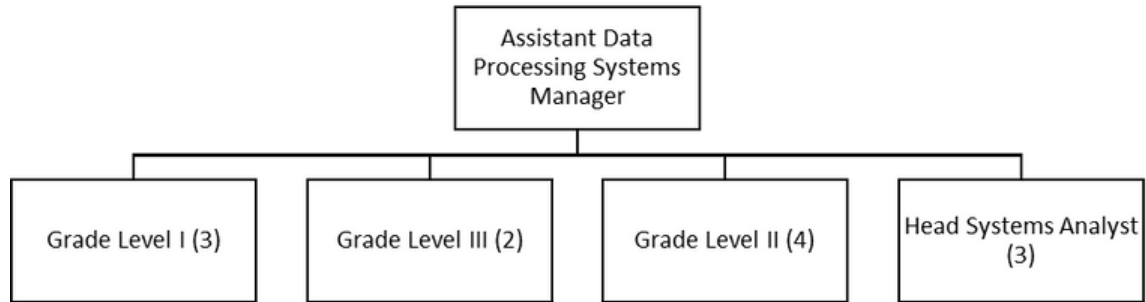 Assistant Data
Processing Systems
Manager
Grade Level I (3)
Grade Level III (2)
Grade Level II (4)
Head Systems Analyst
(3)